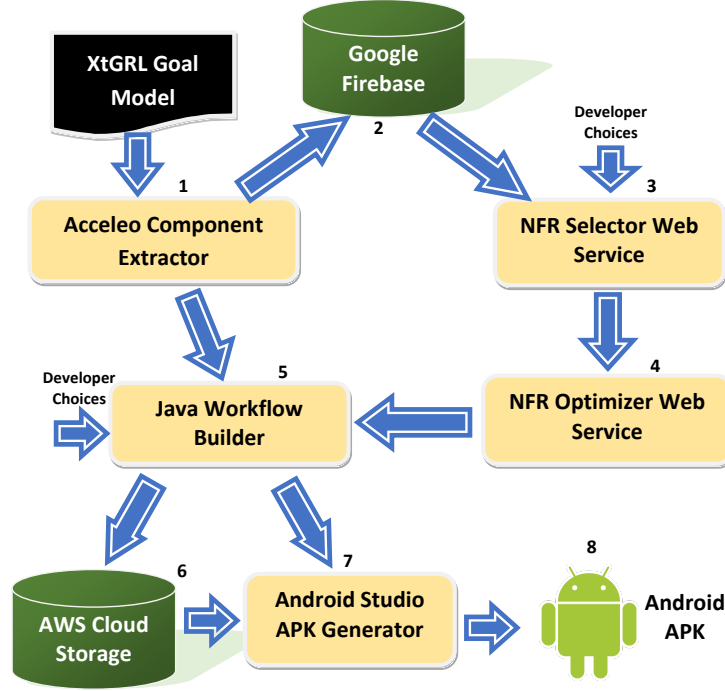 XtGRL Goal
Model
Google
Firebase
2
Developer
Choices
1
3
Acceleo Component
Extractor
NFR Selector Web
Service
Developer
Choices
5
4
Java Workflow
Builder
NFR Optimizer Web
Service
6
7
8
AWS Cloud
Storage
Android Studio
APK Generator
Android
APK